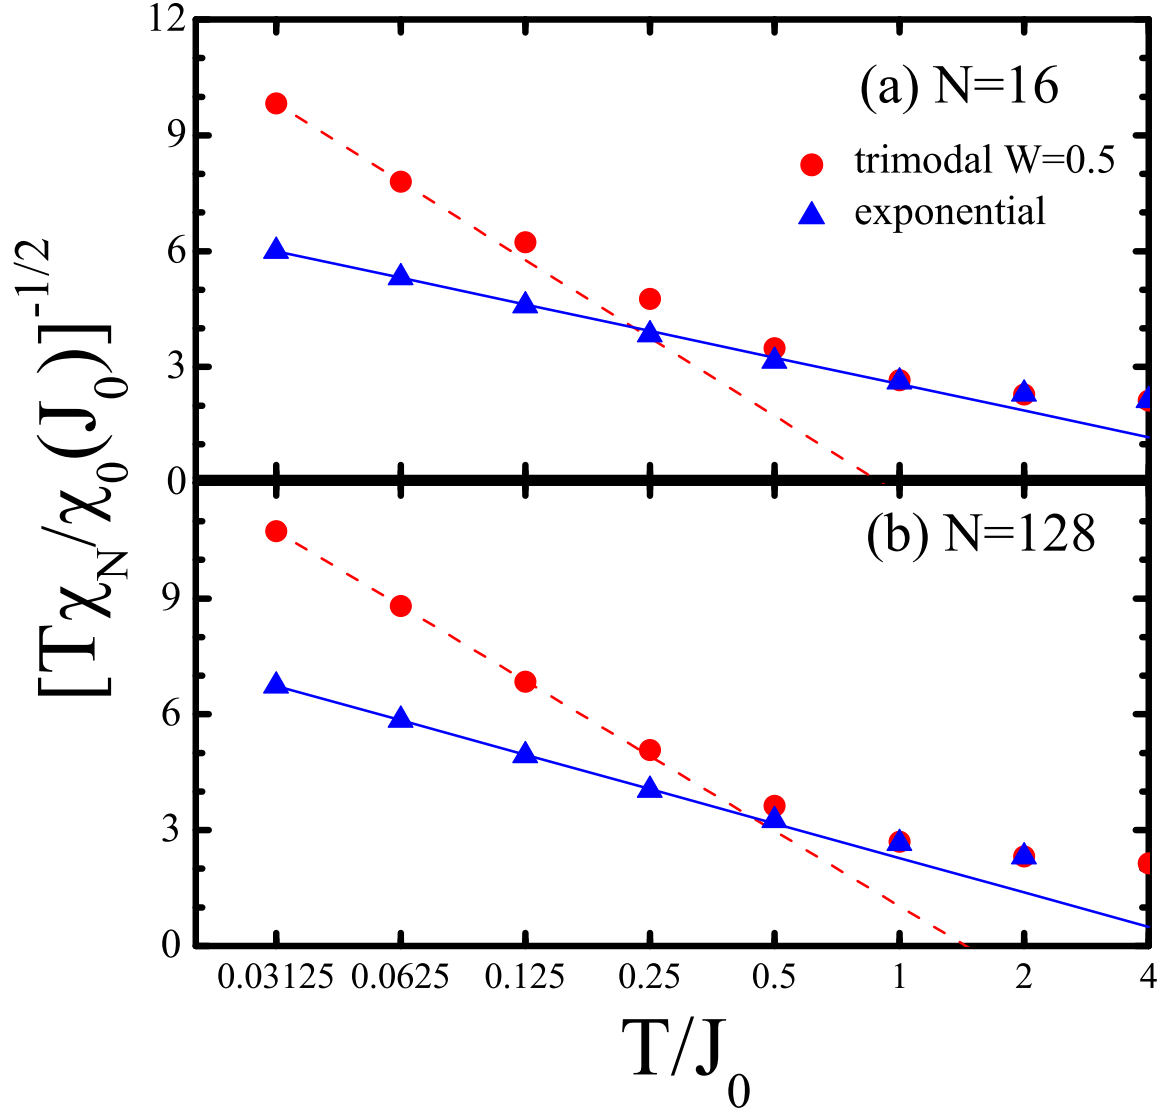 12
(a) N=16
9
trimodal W=0.5
exponential
6
3
0
[Tχ_N/χ_0(J_0)]^{-1/2}
(b) N=128
9
6
3
0
0.03125 0.0625 0.125 0.25 0.5 1 2 4
T/J_0